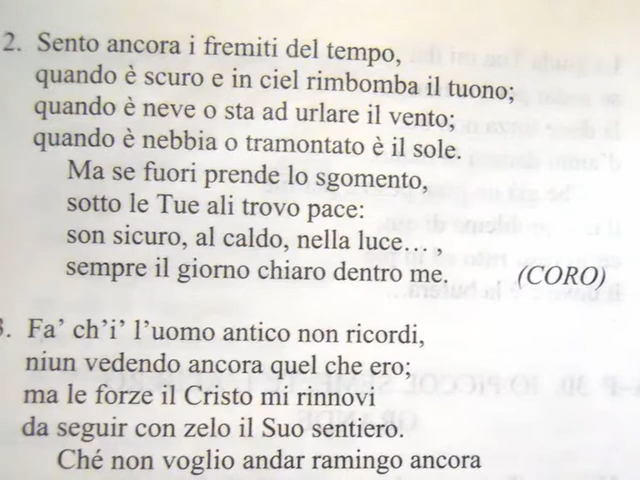 2. Sento ancora i fremiti del tempo,
quando è scuro e in ciel rimbomba il tuono;
quando è neve o sta ad urlare il vento;
quando è nebbia o tramontato è il sole.
Ma se fuori prende lo sgomento,
sotto le Tue ali trovo pace:
son sicuro, al caldo, nella luce... ,
sempre il giorno chiaro dentro me. (CORO)
3. Fa' ch'i' l'uomo antico non ricordi,
niun vedendo ancora quel che ero;
ma le forze il Cristo mi rinnovi
da seguir con zelo il Suo sentiero.
Ché non voglio andar ramingo ancora